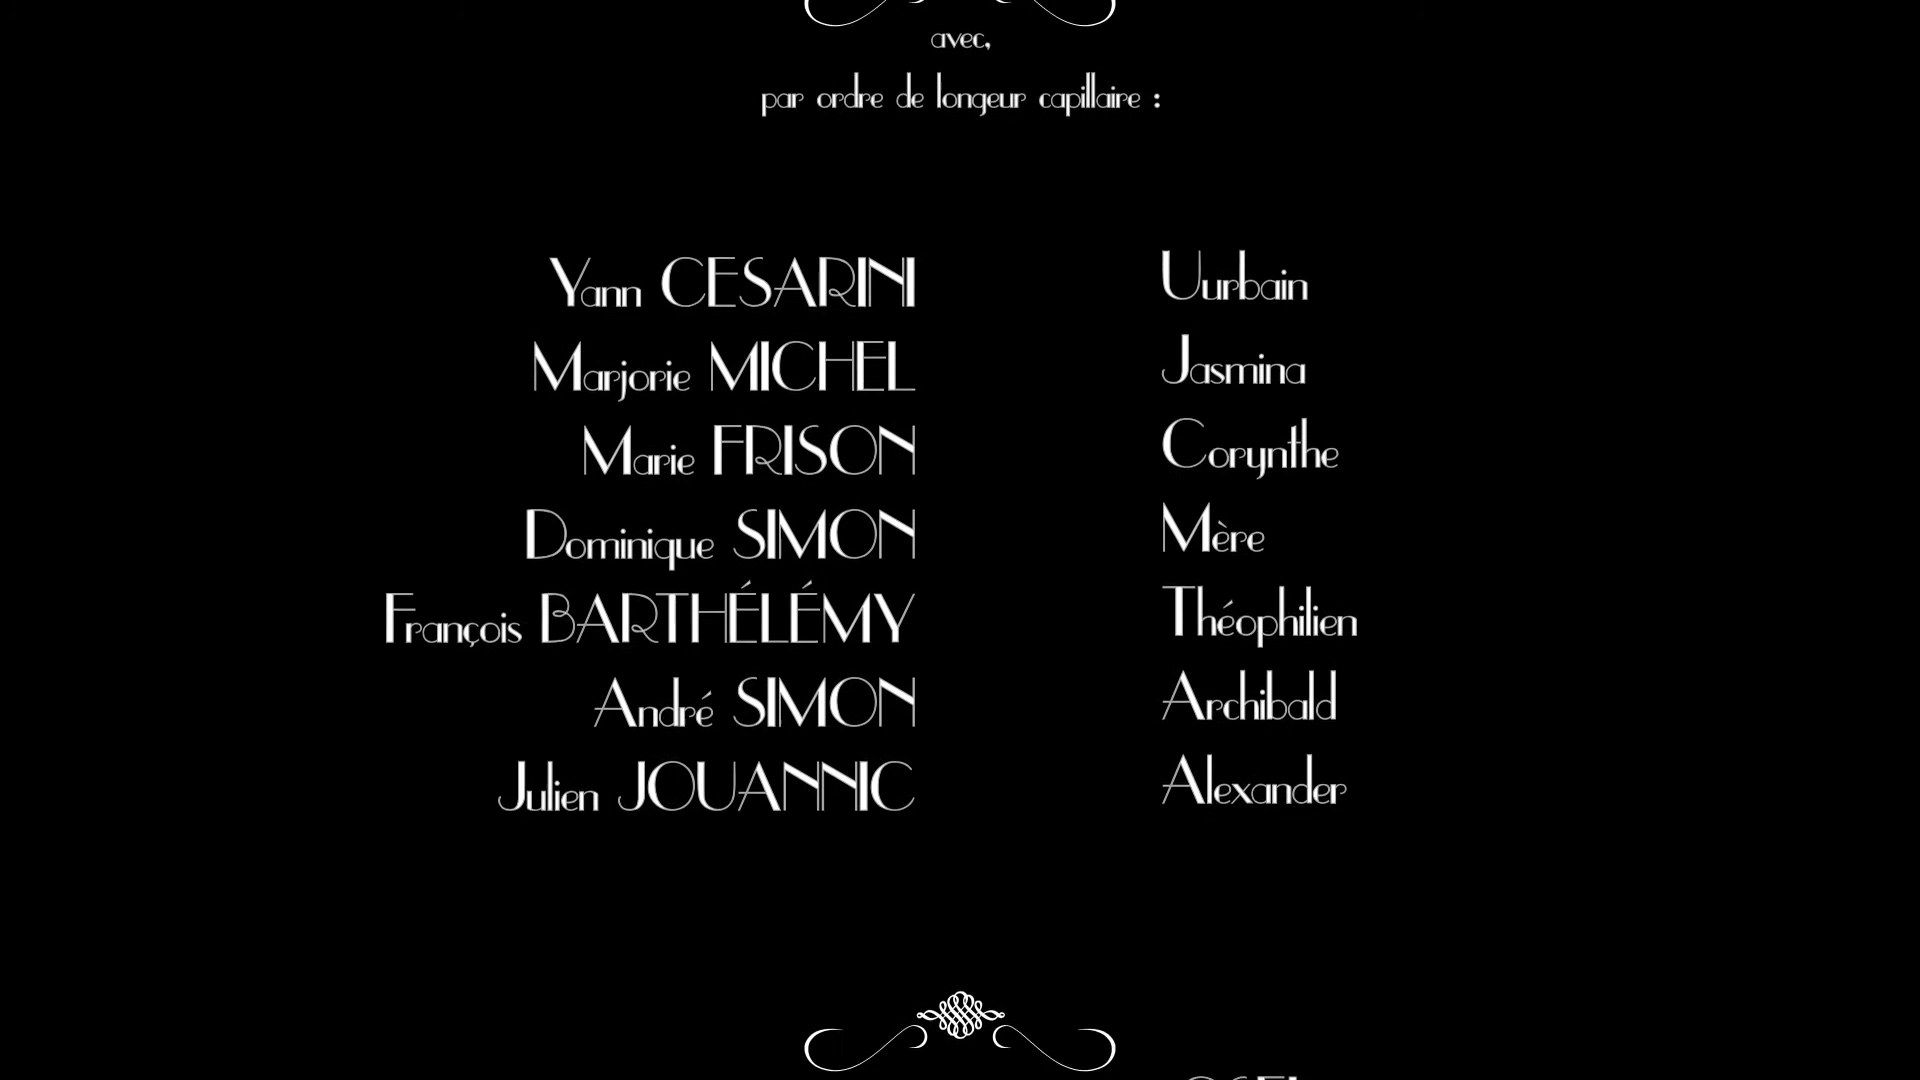 avec,
par ordre de longeur capillaire :
Yann CESARINI Uurbain
Marjorie MICHEL Jasmina
Marie FRISON Corynthe
Dominique SIMON Mère
François BARTHÉLÉMY Théophilien
André SIMON Archibald
Julien JOUANNIC Alexander